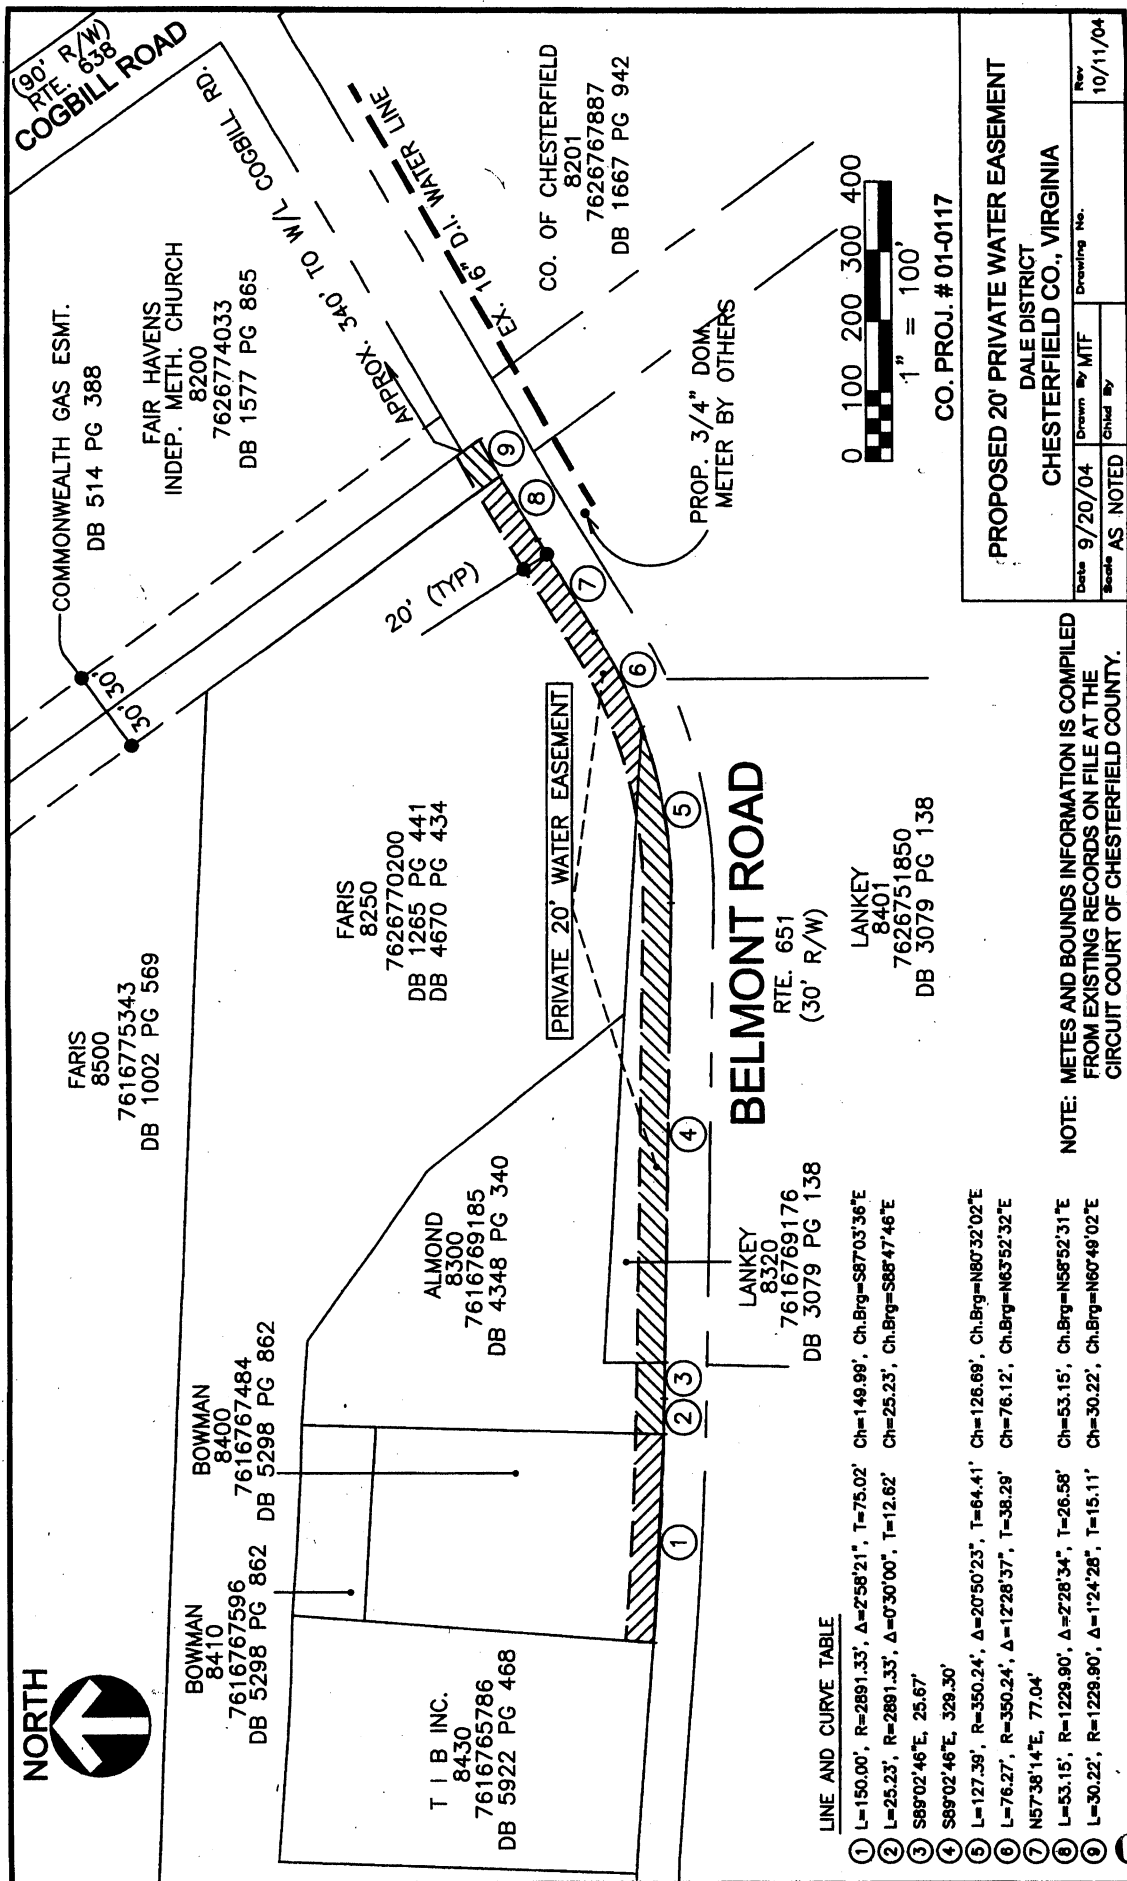 (90' R/W)
RTE. 638
COGBILL ROAD
COMMONWEALTH GAS ESMT.
DB 514 PG 388
30' 30'
FAIR HAVENS
INDEP. METH. CHURCH
8200
7626774033
DB 1577 PG 865
APPROX. 340' TO W/L COGBILL RD.
EX. 16" D.I. WATER LINE
CO. OF CHESTERFIELD
8201
7626767887
DB 1667 PG 942
PROP. 3/4" DOM.
METER BY OTHERS
20' (TYP)
PRIVATE 20' WATER EASEMENT
NORTH
FARIS
8500
7616775343
DB 1002 PG 569
FARIS
8250
7626770200
DB 1265 PG 441
DB 4670 PG 434
BOWMAN
8410
7616767596
DB 5298 PG 862
BOWMAN
8400
7616767484
DB 5298 PG 862
ALMOND
8300
7616769185
DB 4348 PG 340
T I B INC.
8430
7616765786
DB 5922 PG 468
1
2
3
4
5
6
7
8
9
BELMONT ROAD
RTE. 651
(30' R/W)
LANKEY
8320
7616769176
DB 3079 PG 138
LANKEY
8401
7626751850
DB 3079 PG 138
LINE AND CURVE TABLE
1 L=150.00', R=2891.33', Δ=2°58'21", T=75.02' Ch=149.99', Ch.Brg=S87°03'36"E
2 L=25.23', R=2891.33', Δ=0°30'00", T=12.62' Ch=25.23', Ch.Brg=S88°47'46"E
3 S89°02'46"E, 25.67'
4 S89°02'46"E, 329.30'
5 L=127.39', R=350.24', Δ=20°50'23", T=64.41' Ch=126.69', Ch.Brg=N80°32'02"E
6 L=76.27', R=350.24', Δ=12°28'37", T=38.29' Ch=76.12', Ch.Brg=N63°52'32"E
7 N57°38'14"E, 77.04'
8 L=53.15', R=1229.90', Δ=2°28'34", T=26.58' Ch=53.15', Ch.Brg=N58°52'31"E
9 L=30.22', R=1229.90', Δ=1°24'28", T=15.11' Ch=30.22', Ch.Brg=N60°49'02"E
NOTE: METES AND BOUNDS INFORMATION IS COMPILED
FROM EXISTING RECORDS ON FILE AT THE
CIRCUIT COURT OF CHESTERFIELD COUNTY.
0 100 200 300 400
1" = 100'
CO. PROJ. # 01-0117
PROPOSED 20' PRIVATE WATER EASEMENT
DALE DISTRICT
CHESTERFIELD CO., VIRGINIA
Date 9/20/04 Drawn By MTF Drawing No. Rev 10/11/04
Scale AS NOTED Chkd By